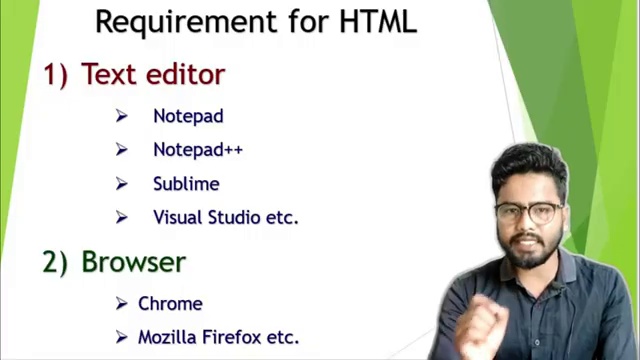 Requirement for HTML
1) Text editor
➢ Notepad
➢ Notepad++
➢ Sublime
➢ Visual Studio etc.
2) Browser
➢ Chrome
➢ Mozilla Firefox etc.